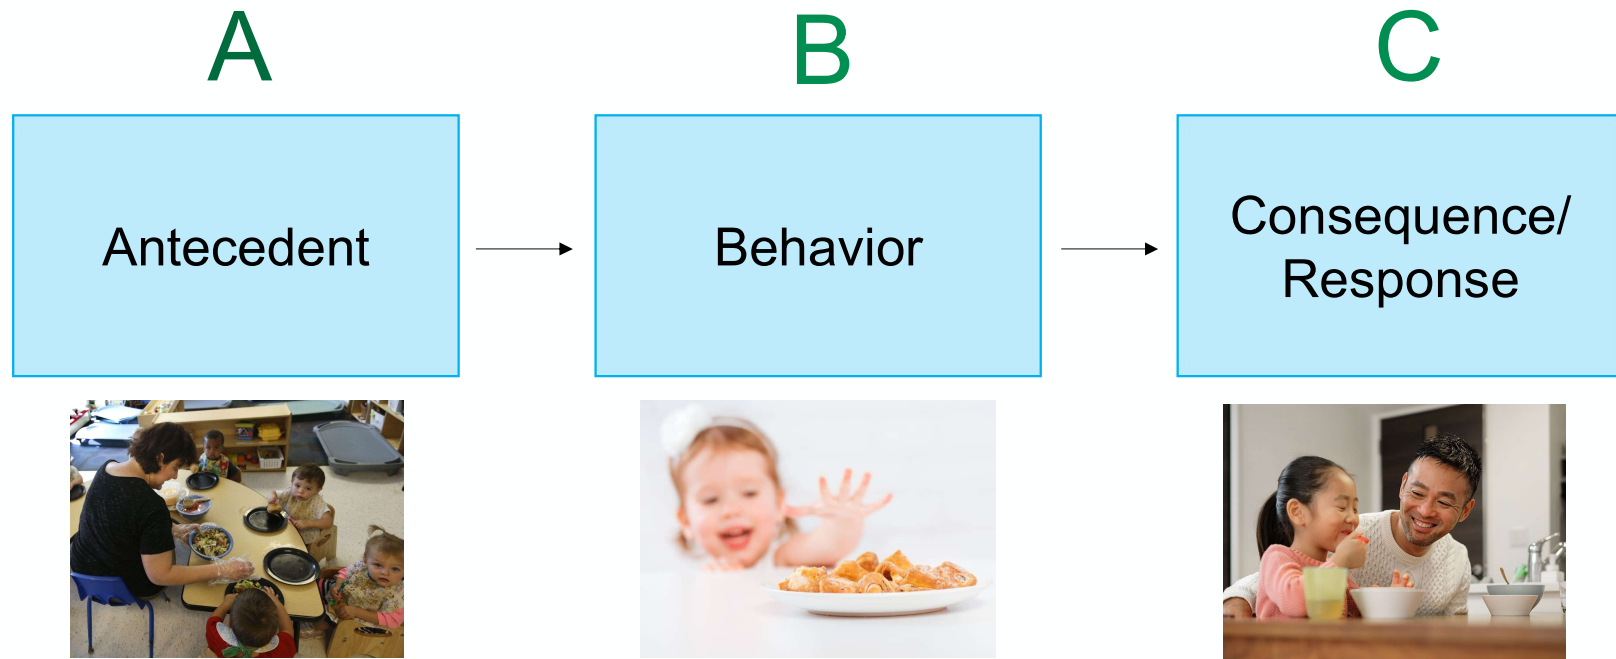 A
B
C
Antecedent
Behavior
Consequence/
Response